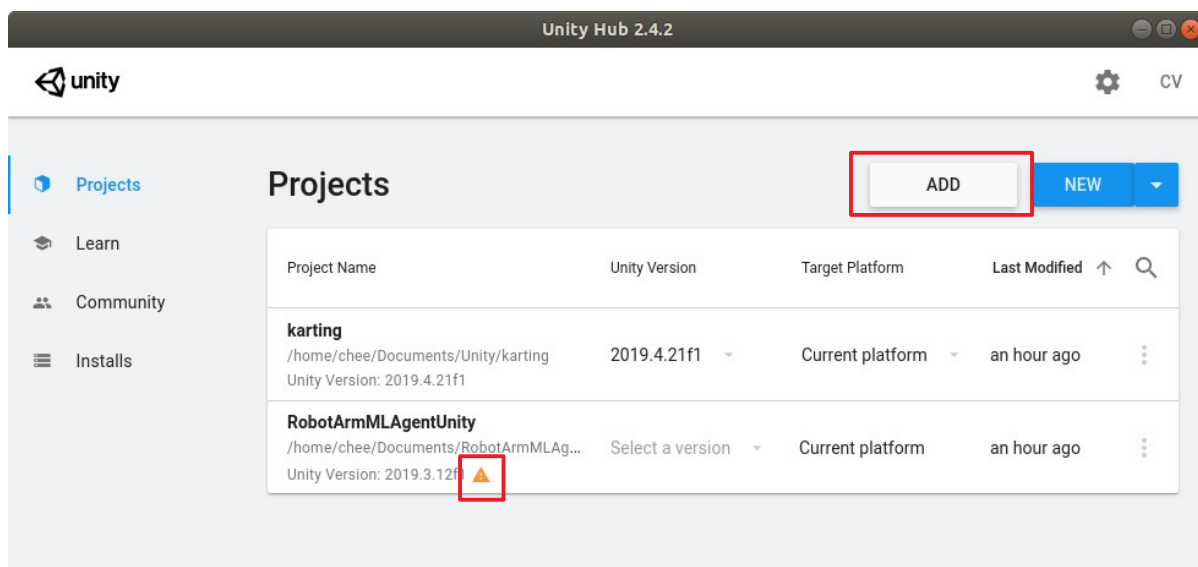 Unity Hub 2.4.2
unity
CV
Projects
Learn
Community
Installs
Projects
ADD
NEW
Project Name Unity Version Target Platform Last Modified
karting
/home/chee/Documents/Unity/karting 2019.4.21f1 Current platform an hour ago
Unity Version: 2019.4.21f1
RobotArmMLAgentUnity
/home/chee/Documents/RobotArmMLAg... Select a version Current platform an hour ago
Unity Version: 2019.3.12f1